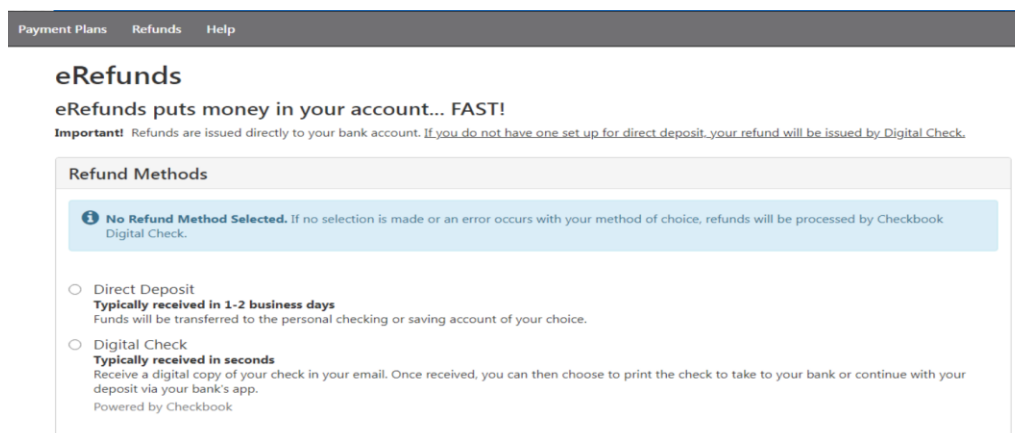 Payment Plans Refunds Help
eRefunds
eRefunds puts money in your account... FAST!
Important! Refunds are issued directly to your bank account. If you do not have one set up for direct deposit, your refund will be issued by Digital Check.
Refund Methods
No Refund Method Selected. If no selection is made or an error occurs with your method of choice, refunds will be processed by Checkbook
Digital Check.
Direct Deposit
Typically received in 1-2 business days
Funds will be transferred to the personal checking or saving account of your choice.
Digital Check
Typically received in seconds
Receive a digital copy of your check in your email. Once received, you can then choose to print the check to take to your bank or continue with your
deposit via your bank's app.
Powered by Checkbook